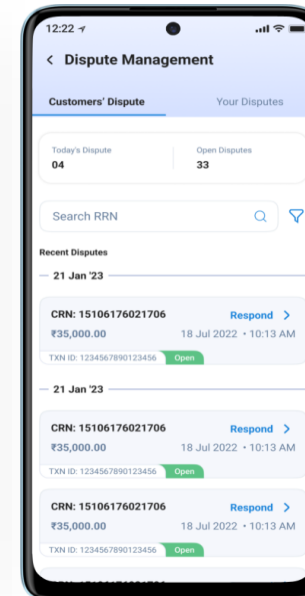 12:22
Dispute Management
Customers' Dispute Your Disputes
Today's Dispute Open Disputes
04 33
Search RRN
Recent Disputes
21 Jan '23
CRN: 15106176021706 Respond
₹35,000.00 18 Jul 2022 • 10:13 AM
TXN ID: 1234567890123456 Open
21 Jan '23
CRN: 15106176021706 Respond
₹35,000.00 18 Jul 2022 • 10:13 AM
TXN ID: 1234567890123456 Open
CRN: 15106176021706 Respond
₹35,000.00 18 Jul 2022 • 10:13 AM
TXN ID: 1234567890123456 Open